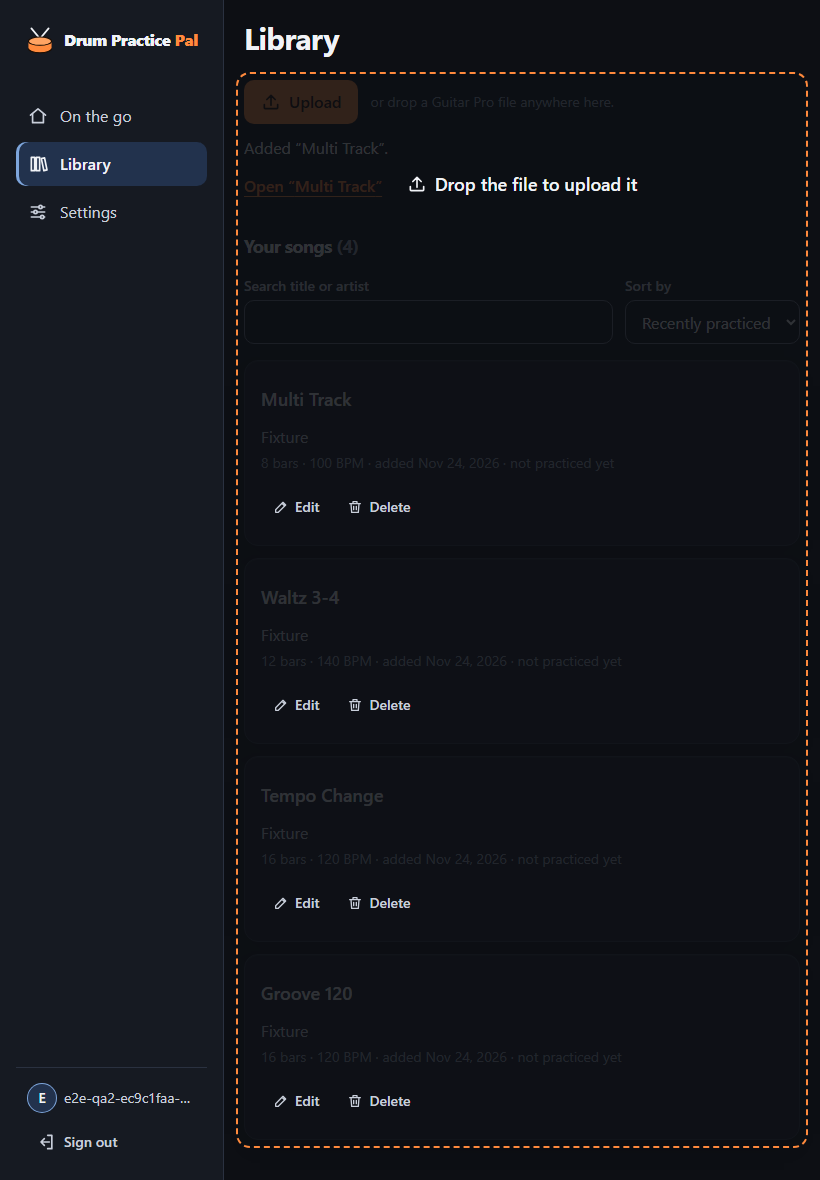 Drum Practice Pal
On the go
Library
Settings
e2e-qa2-ec9c1faa-...
E
Sign out
Library
Upload
or drop a Guitar Pro file anywhere here.
Added “Multi Track”.
Open “Multi Track”
Drop the file to upload it
Your songs (4)
Search title or artist
Sort by
Recently practiced
Multi Track
Fixture
8 bars · 100 BPM · added Nov 24, 2026 · not practiced yet
Edit
Delete
Waltz 3-4
Fixture
12 bars · 140 BPM · added Nov 24, 2026 · not practiced yet
Edit
Delete
Tempo Change
Fixture
16 bars · 120 BPM · added Nov 24, 2026 · not practiced yet
Edit
Delete
Groove 120
Fixture
16 bars · 120 BPM · added Nov 24, 2026 · not practiced yet
Edit
Delete